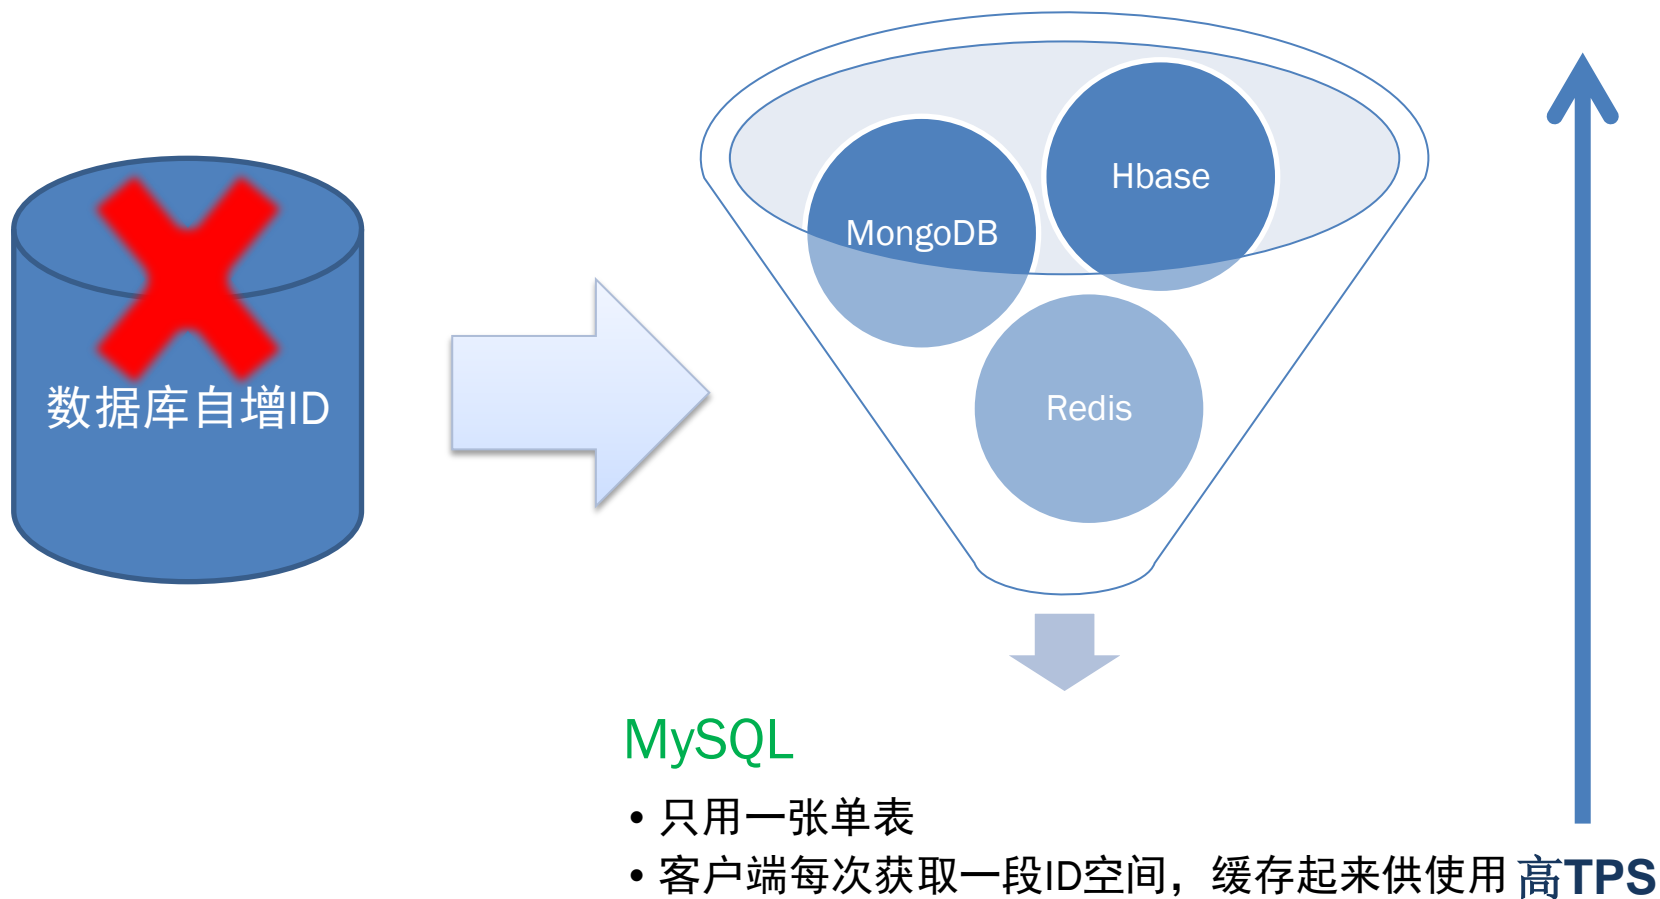 数据库自增ID
Hbase
MongoDB
Redis
MySQL
• 只用一张单表
• 客户端每次获取一段ID空间，缓存起来供使用
高TPS